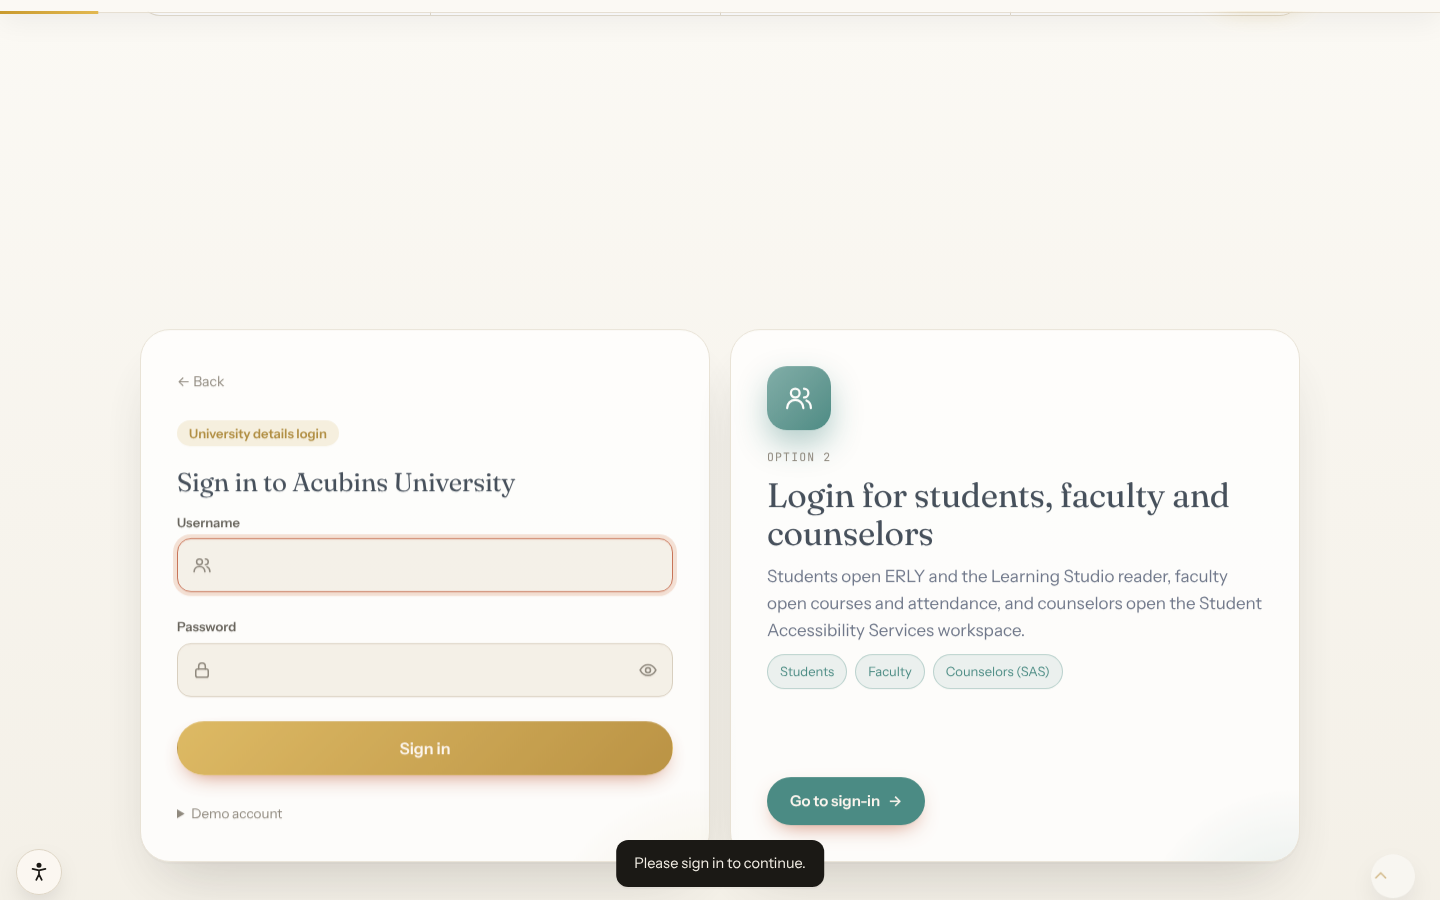 ← Back
University details login
Sign in to Acubins University
Username
Password
Sign in
▶ Demo account
OPTION 2
Login for students, faculty and
counselors
Students open ERLY and the Learning Studio reader, faculty
open courses and attendance, and counselors open the Student
Accessibility Services workspace.
Students
Faculty
Counselors (SAS)
Go to sign-in →
Please sign in to continue.